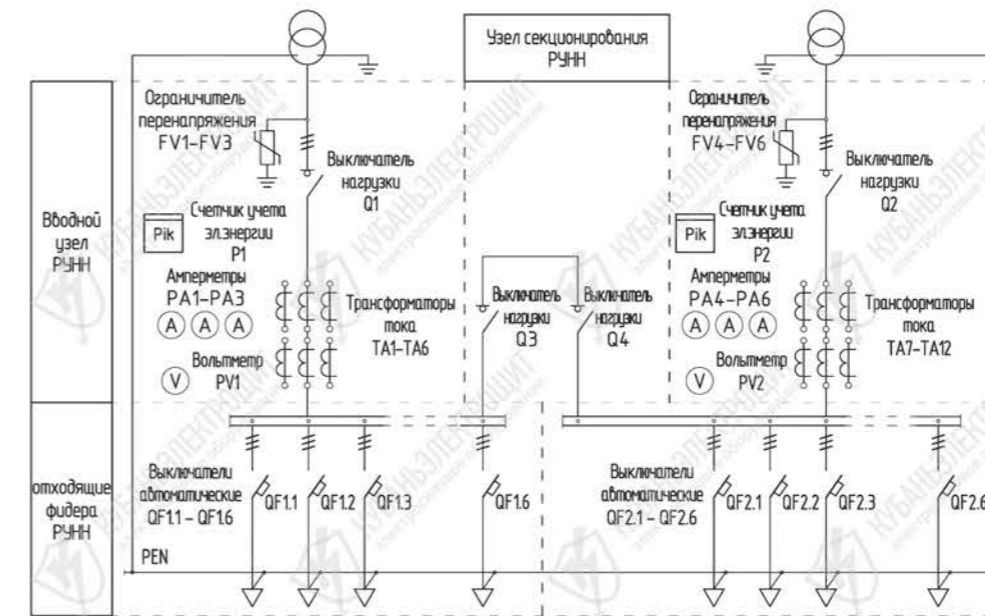 Узел секционирования
РУНН
Вводной
узел
РУНН
Ограничитель
перенапряжения
FV1-FV3
Выключатель
нагрузки
Q1
Счетчик учета
эл.энергии
P1
Pik
Амперметры
PA1-PA3
A A A
Трансформаторы
тока
TA1-TA6
Вольтметр
PV1
V
Выключатель
нагрузки
Q3
Выключатель
нагрузки
Q4
Ограничитель
перенапряжения
FV4-FV6
Выключатель
нагрузки
Q2
Счетчик учета
эл.энергии
P2
Pik
Амперметры
PA4-PA6
A A A
Трансформаторы
тока
TA7-TA12
Вольтметр
PV2
V
отходящие
фидера
РУНН
Выключатели
автоматические
QF1.1 - QF1.6
QF1.1 QF1.2 QF1.3 QF1.6
PEN
Выключатели
автоматические
QF2.1 - QF2.6
QF2.1 QF2.2 QF2.3 QF2.6
КУБАНЬЭЛЕКТРОЩИТ